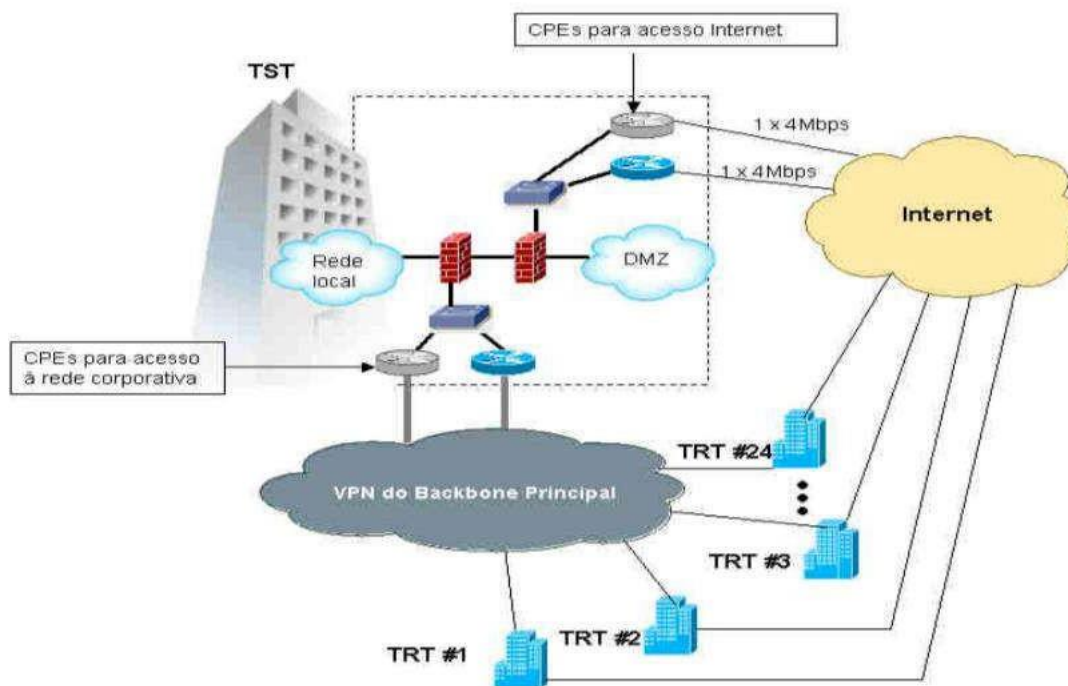 CPEs para acesso Internet
TST
1 x 4Mbps
1 x 4Mbps
Internet
Rede
local
DMZ
CPEs para acesso
à rede corporativa
TRT #24
VPN do Backbone Principal
TRT #3
TRT #2
TRT #1